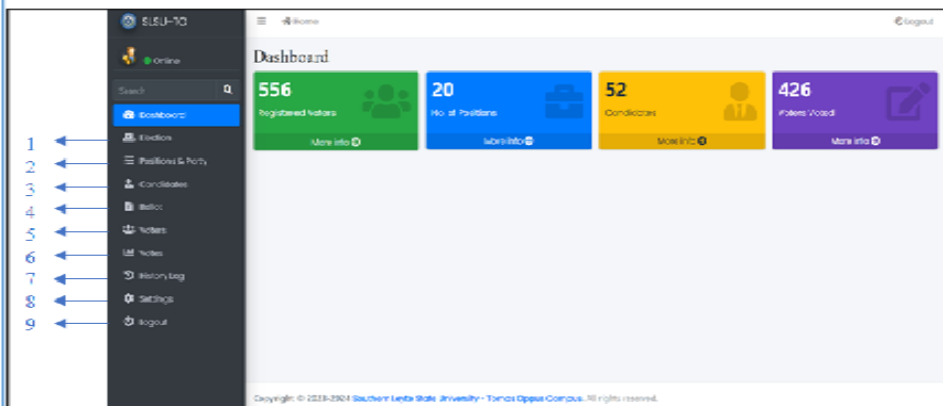 SLSU-TO
Home
Logout
Online
Dashboard
Search
556
Registered Voters
More info
20
No. of Positions
More info
52
Candidates
More info
426
Voters Voted
More info
Dashboard
1
Election
2
Positions & Party
3
Candidates
4
Ballot
5
Voters
6
Votes
7
History Log
8
Settings
9
Logout
Copyright © 2023-2024 Southern Leyte State University - Tomas Oppus Campus. All rights reserved.